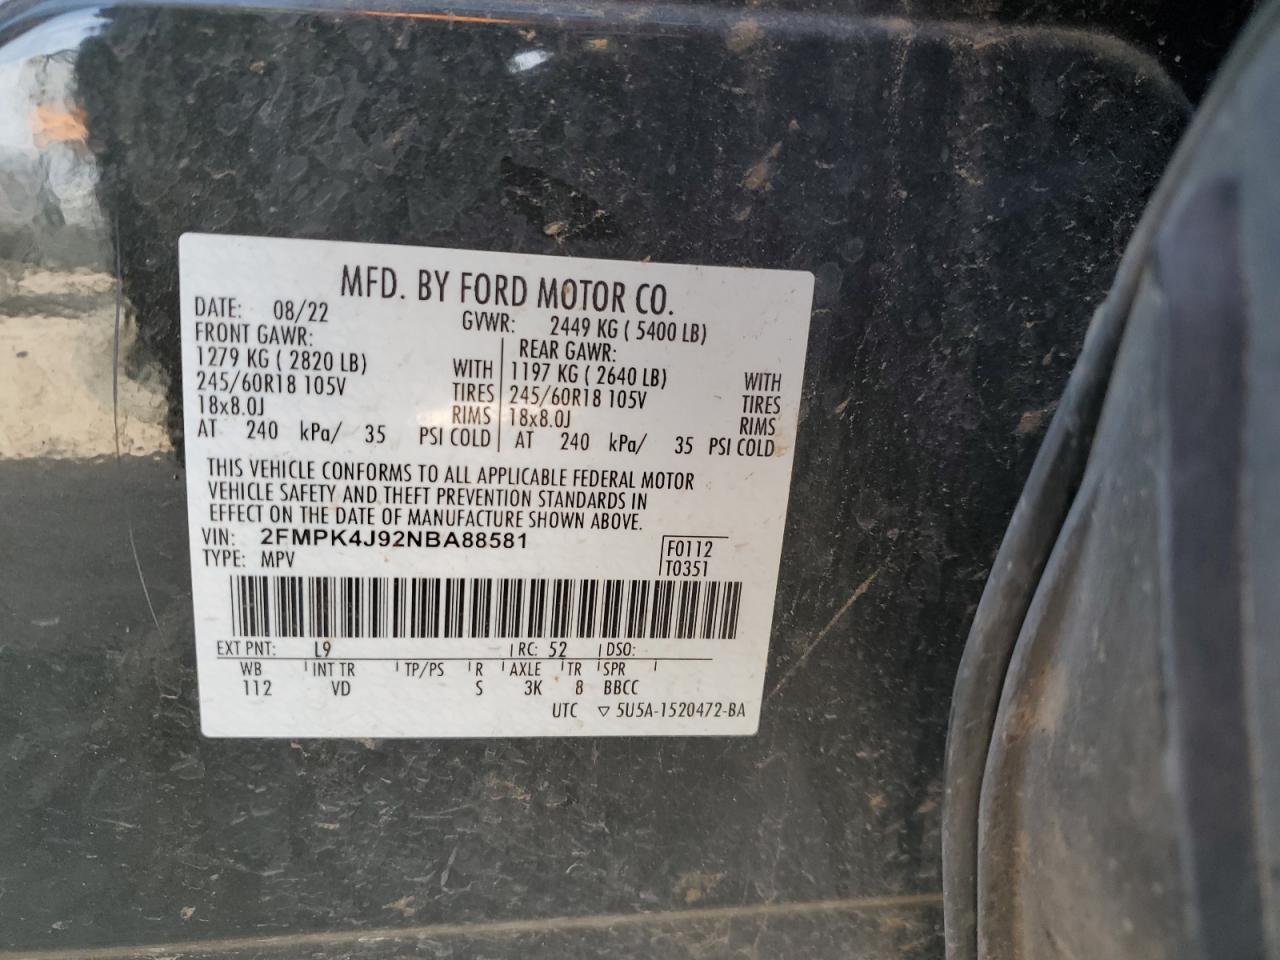 MFD. BY FORD MOTOR CO.
DATE: 08/22 GVWR: 2449 KG ( 5400 LB)
FRONT GAWR: REAR GAWR:
1279 KG ( 2820 LB) WITH 1197 KG ( 2640 LB) WITH
245/60R18 105V TIRES 245/60R18 105V TIRES
18x8.0J RIMS 18x8.0J RIMS
AT 240 kPa/ 35 PSI COLD AT 240 kPa/ 35 PSI COLD
THIS VEHICLE CONFORMS TO ALL APPLICABLE FEDERAL MOTOR
VEHICLE SAFETY AND THEFT PREVENTION STANDARDS IN
EFFECT ON THE DATE OF MANUFACTURE SHOWN ABOVE.
VIN: 2FMPK4J92NBA88581 F0112
TYPE: MPV T0351
EXT PNT: L9 RC: 52 DSO:
WB INT TR TP/PS R AXLE TR SPR
112 VD S 3K 8 BBCC
UTC ▽ 5U5A-1520472-BA